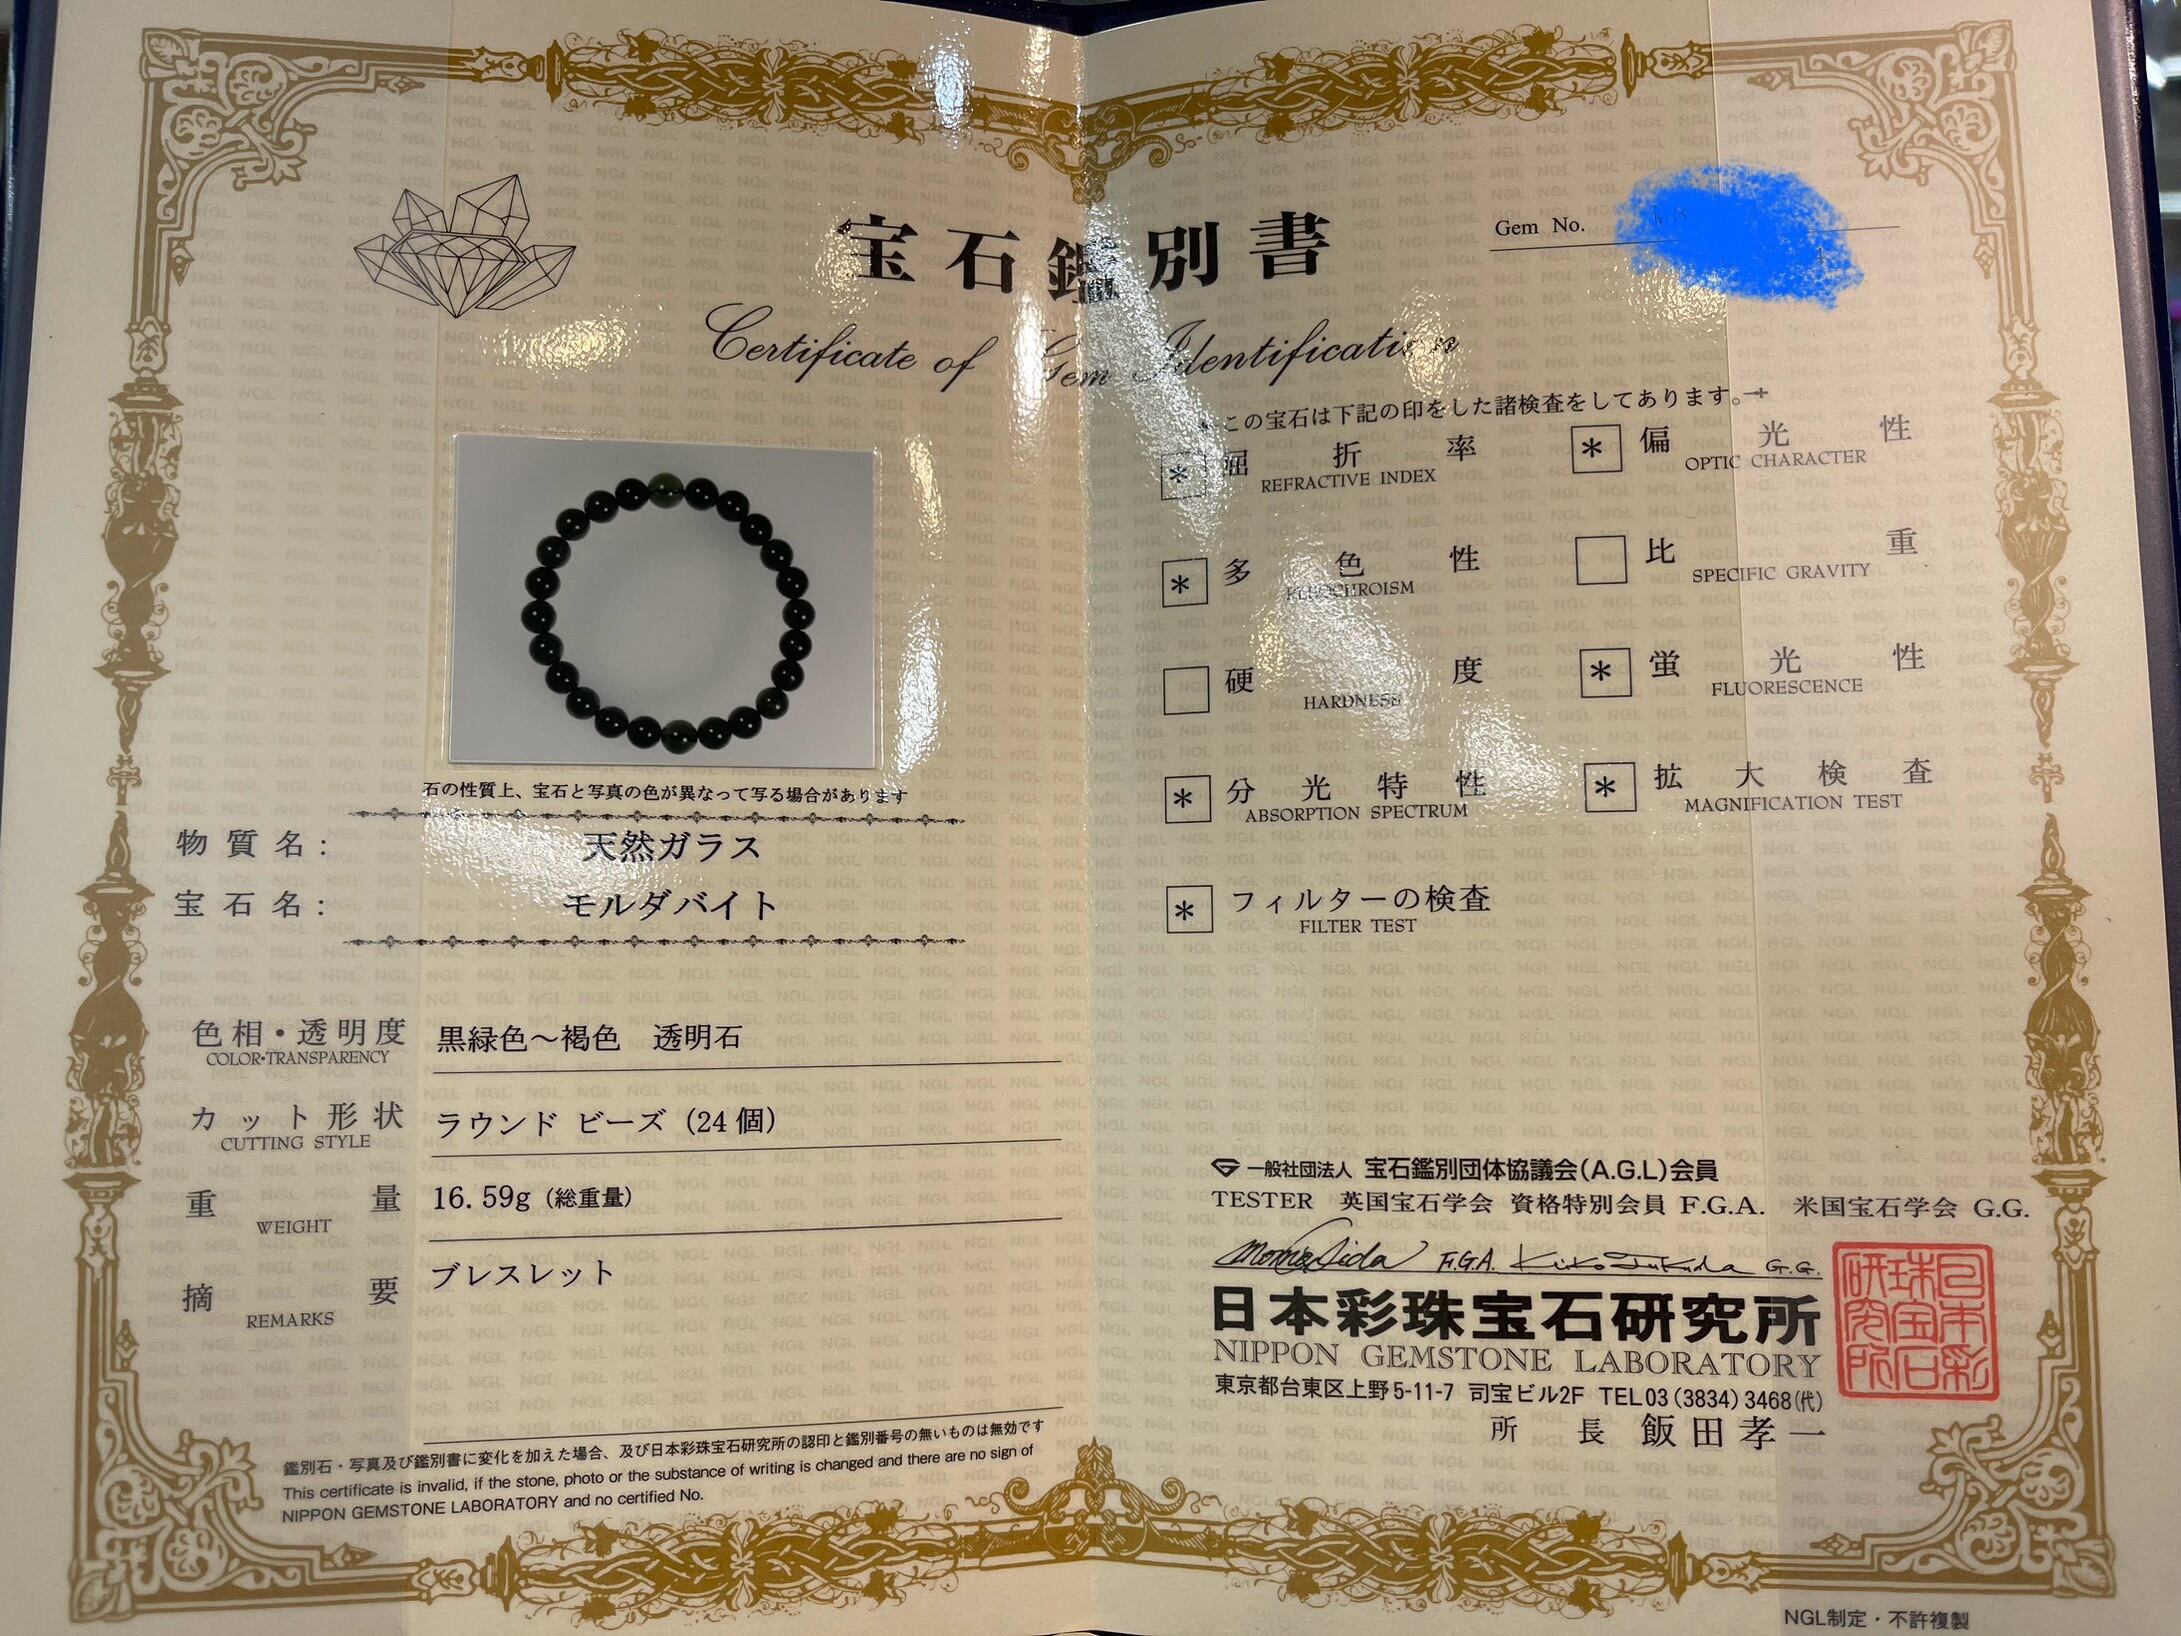 宝石鑑別書
Gem No.
Certificate of Gem Identification
石の性質上、宝石と写真の色が異なって写る場合があります
物質名: 天然ガラス
宝石名: モルダバイト
色相・透明度 黒緑色〜褐色 透明石
COLOR・TRANSPARENCY
カット形状 ラウンド ビーズ (24個)
CUTTING STYLE
重量 16.59g (総重量)
WEIGHT
摘要 ブレスレット
REMARKS
鑑別石・写真及び鑑別書に変化を加えた場合、及び日本彩珠宝石研究所の認印と鑑別番号の無いものは無効です
This certificate is invalid, if the stone, photo or the substance of writing is changed and there are no sign of
NIPPON GEMSTONE LABORATORY and no certified No.
この宝石は下記の印をした諸検査をしてあります。
* 屈折率 * 偏光性
REFRACTIVE INDEX OPTIC CHARACTER
* 多色性 比重
PLEOCHROISM SPECIFIC GRAVITY
硬度 * 蛍光性
HARDNESS FLUORESCENCE
* 分光特性 * 拡大検査
ABSORPTION SPECTRUM MAGNIFICATION TEST
* フィルターの検査
FILTER TEST
一般社団法人 宝石鑑別団体協議会(A.G.L)会員
TESTER 英国宝石学会 資格特別会員 F.G.A. 米国宝石学会 G.G.
F.G.A. G.G.
日本彩珠宝石研究所
NIPPON GEMSTONE LABORATORY
東京都台東区上野5-11-7 司宝ビル2F TEL03(3834)3468(代)
所長 飯田孝一
日本彩珠宝石研究所
NGL制定・不許複製